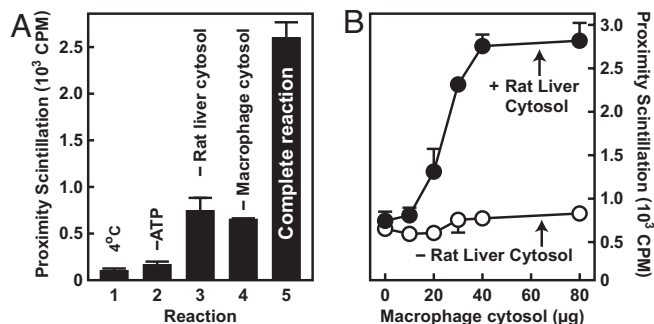 A
Proximity Scintillation (10³ CPM)
2.5
2.0
1.5
1.0
0.5
0
4°C
–ATP
– Rat liver cytosol
– Macrophage cytosol
Complete reaction
1 2 3 4 5
Reaction
B
+ Rat Liver
Cytosol
– Rat Liver Cytosol
3.0
2.5
2.0
1.5
1.0
0.5
0
Proximity Scintillation (10³ CPM)
0 20 40 60 80
Macrophage cytosol (µg)